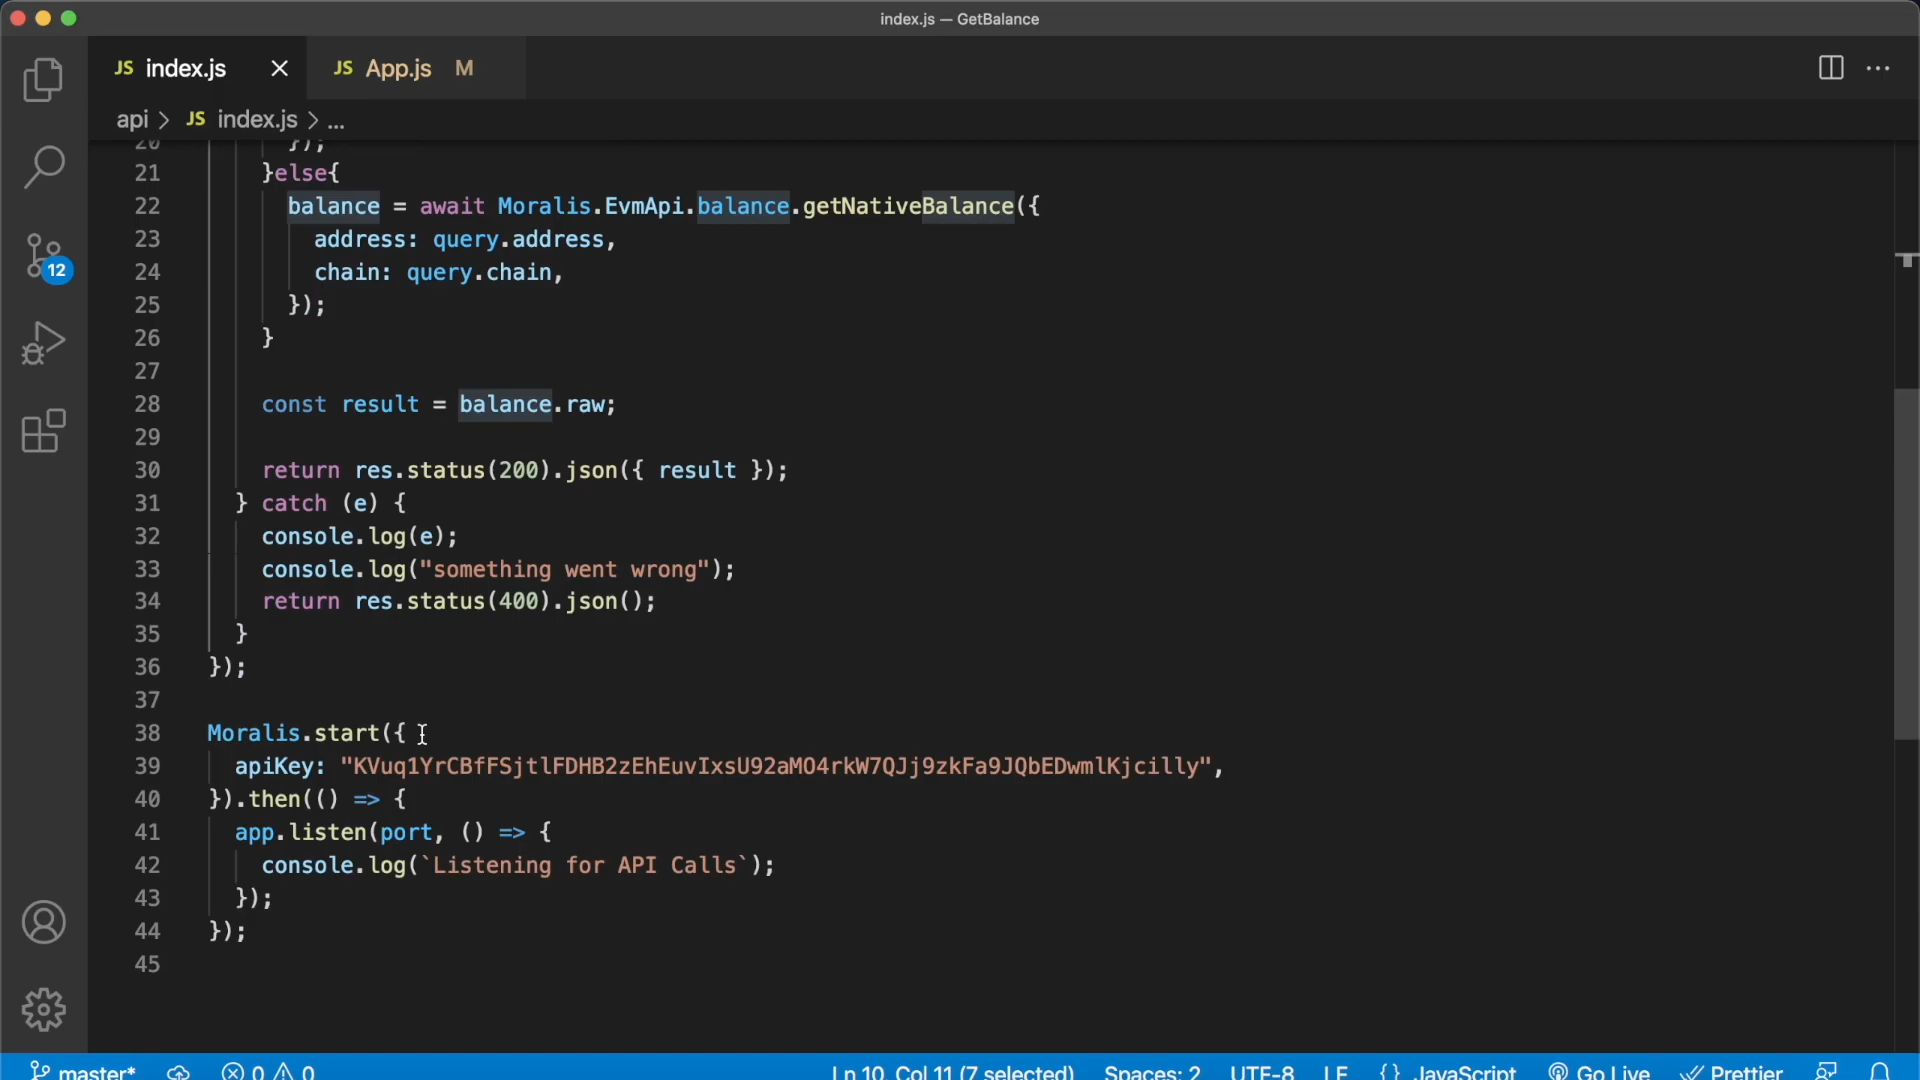 index.js — GetBalance
JS index.js
JS App.js M
api > JS index.js > ...
20 });
21 }else{
22 balance = await Moralis.EvmApi.balance.getNativeBalance({
23 address: query.address,
24 chain: query.chain,
25 });
26 }
27
28 const result = balance.raw;
29
30 return res.status(200).json({ result });
31 } catch (e) {
32 console.log(e);
33 console.log("something went wrong");
34 return res.status(400).json();
35 }
36 });
37
38 Moralis.start({
39 apiKey: "KVuq1YrCBfFSjtlFDHB2zEhEuvIxsU92aMO4rkW7QJj9zkFa9JQbEDwmlKjcilly",
40 }).then(() => {
41 app.listen(port, () => {
42 console.log(`Listening for API Calls`);
43 });
44 });
45
12
master* 0 0 Ln 10, Col 11 (7 selected) Spaces: 2 UTF-8 LF {} JavaScript Go Live Prettier